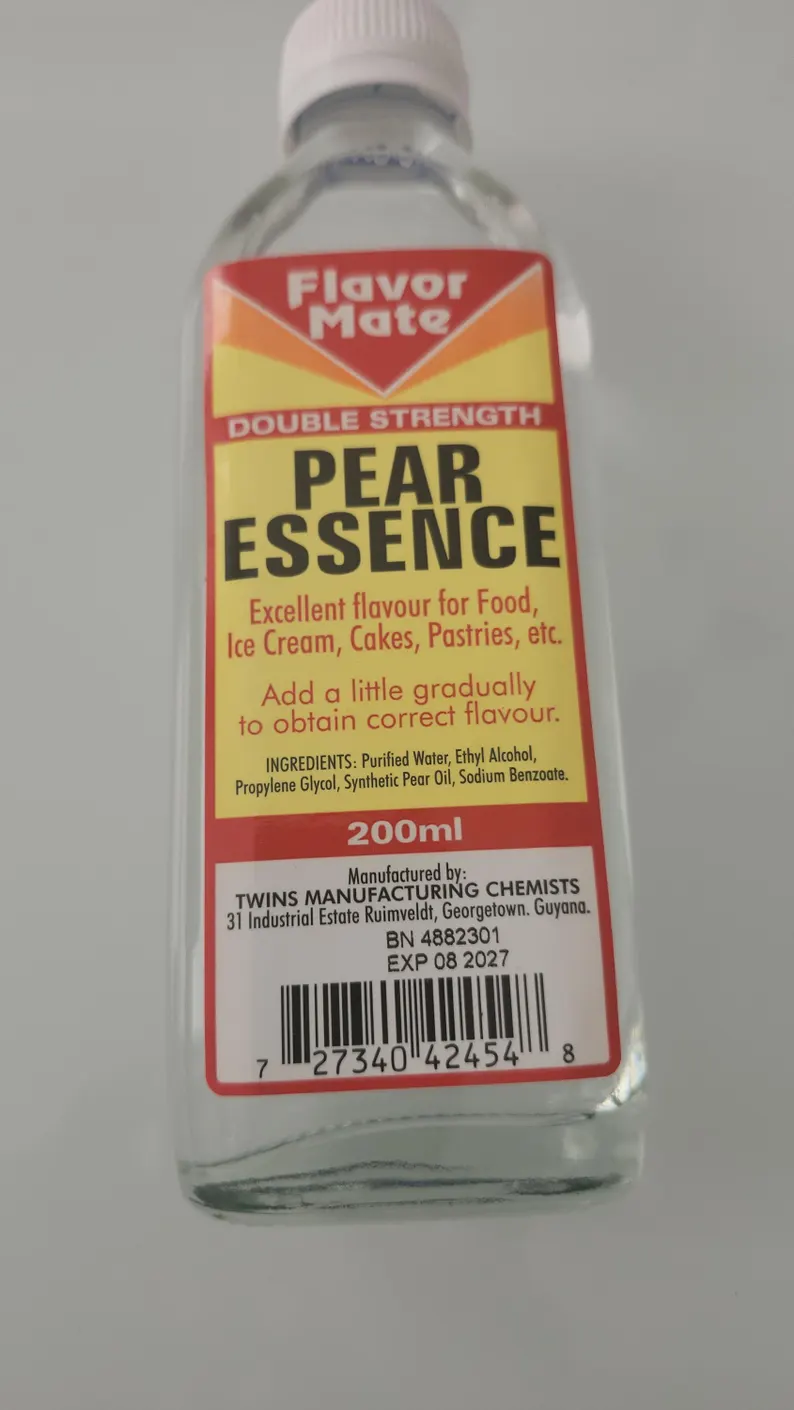 Flavor
Mate
DOUBLE STRENGTH
PEAR
ESSENCE
Excellent flavour for Food,
Ice Cream, Cakes, Pastries, etc.
Add a little gradually
to obtain correct flavour.
INGREDIENTS: Purified Water, Ethyl Alcohol,
Propylene Glycol, Synthetic Pear Oil, Sodium Benzoate.
200ml
Manufactured by:
TWINS MANUFACTURING CHEMISTS
31 Industrial Estate Ruimveldt, Georgetown. Guyana.
BN 4882301
EXP 08 2027
7 27340 42454 8